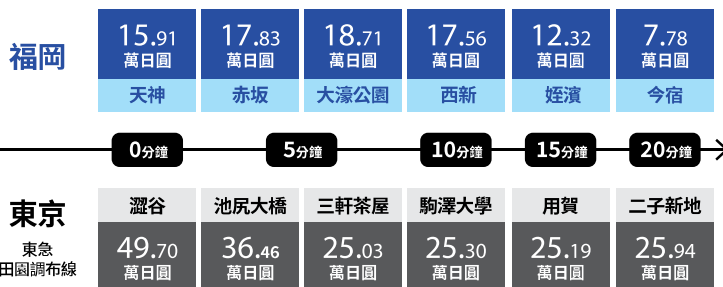 福岡
15.91 17.83 18.71 17.56 12.32 7.78
萬日圓 萬日圓 萬日圓 萬日圓 萬日圓 萬日圓
天神 赤坂 大濠公園 西新 姪濱 今宿
0分鐘 5分鐘 10分鐘 15分鐘 20分鐘
東京
東急
田園調布線
澀谷 池尻大橋 三軒茶屋 駒澤大學 用賀 二子新地
49.70 36.46 25.03 25.30 25.19 25.94
萬日圓 萬日圓 萬日圓 萬日圓 萬日圓 萬日圓